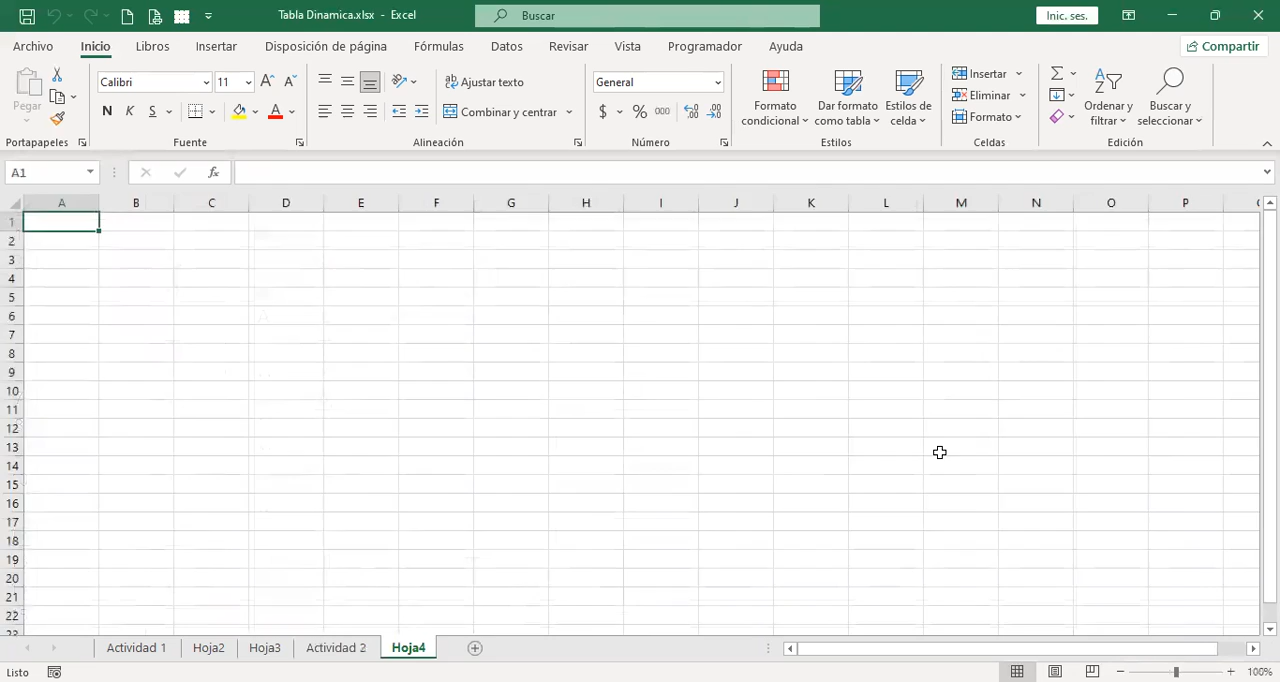 Tabla Dinamica.xlsx - Excel
Buscar
Inic. ses.
Archivo Inicio Libros Insertar Disposición de página Fórmulas Datos Revisar Vista Programador Ayuda
Compartir
Pegar
Calibri 11
N K S
A A A
ab Ajustar texto
Combinar y centrar
General
$ % 000
Formato condicional
Dar formato como tabla
Estilos de celda
Insertar
Eliminar
Formato
Ordenar y filtrar
Buscar y seleccionar
Portapapeles Fuente Alineación Número Estilos Celdas Edición
A1 fx
A B C D E F G H I J K L M N O P
1
2
3
4
5
6
7
8
9
10
11
12
13
14
15
16
17
18
19
20
21
22
23
Actividad 1 Hoja2 Hoja3 Actividad 2 Hoja4
Listo
100%